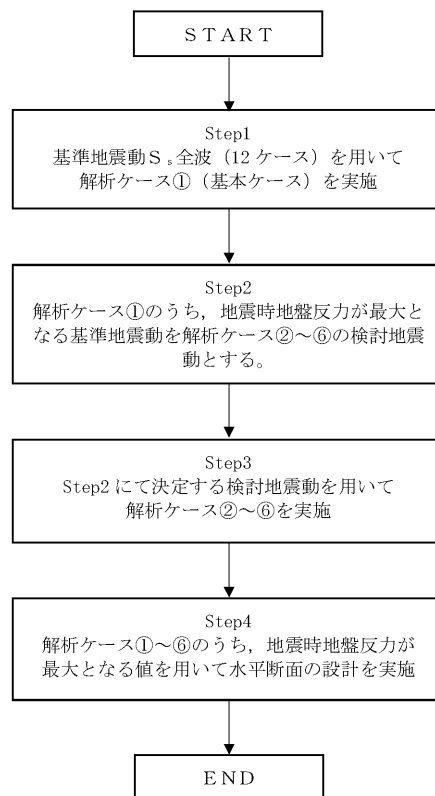 ＳＴＡＲＴ
Step1
基準地震動Ｓｓ全波（12 ケース）を用いて
解析ケース①（基本ケース）を実施
Step2
解析ケース①のうち，地震時地盤反力が最大と
なる基準地震動を解析ケース②～⑥の検討地震
動とする。
Step3
Step2 にて決定する検討地震動を用いて
解析ケース②～⑥を実施
Step4
解析ケース①～⑥のうち，地震時地盤反力が
最大となる値を用いて水平断面の設計を実施
ＥＮＤ